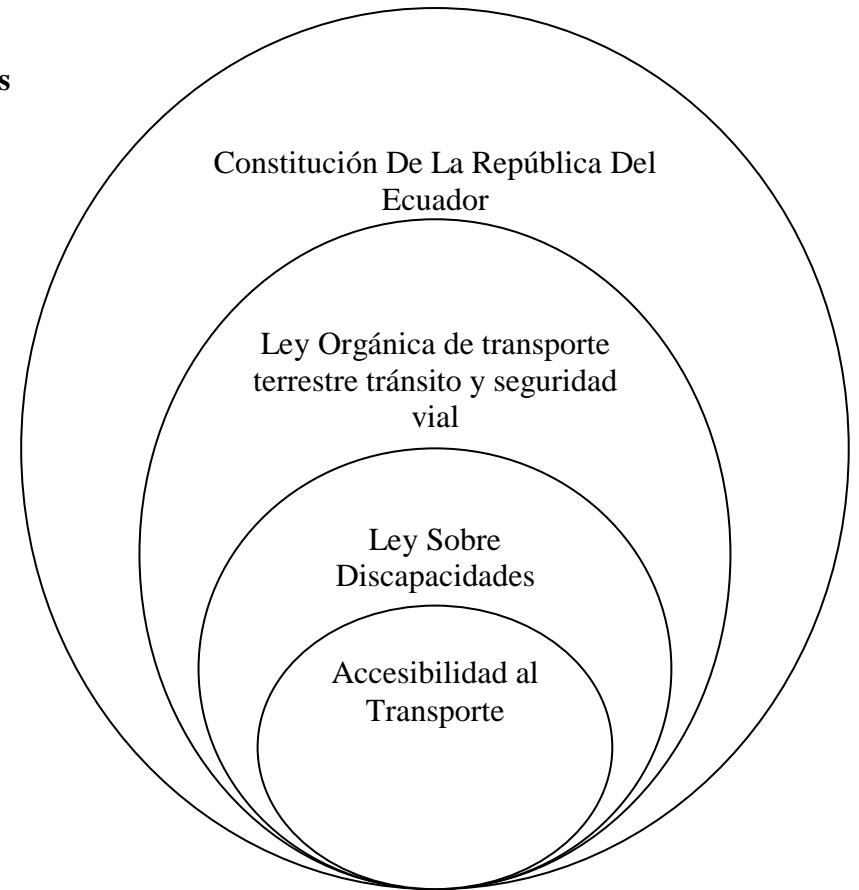 s
Constitución De La República Del
Ecuador
Ley Orgánica de transporte
terrestre tránsito y seguridad
vial
Ley Sobre
Discapacidades
Accesibilidad al
Transporte